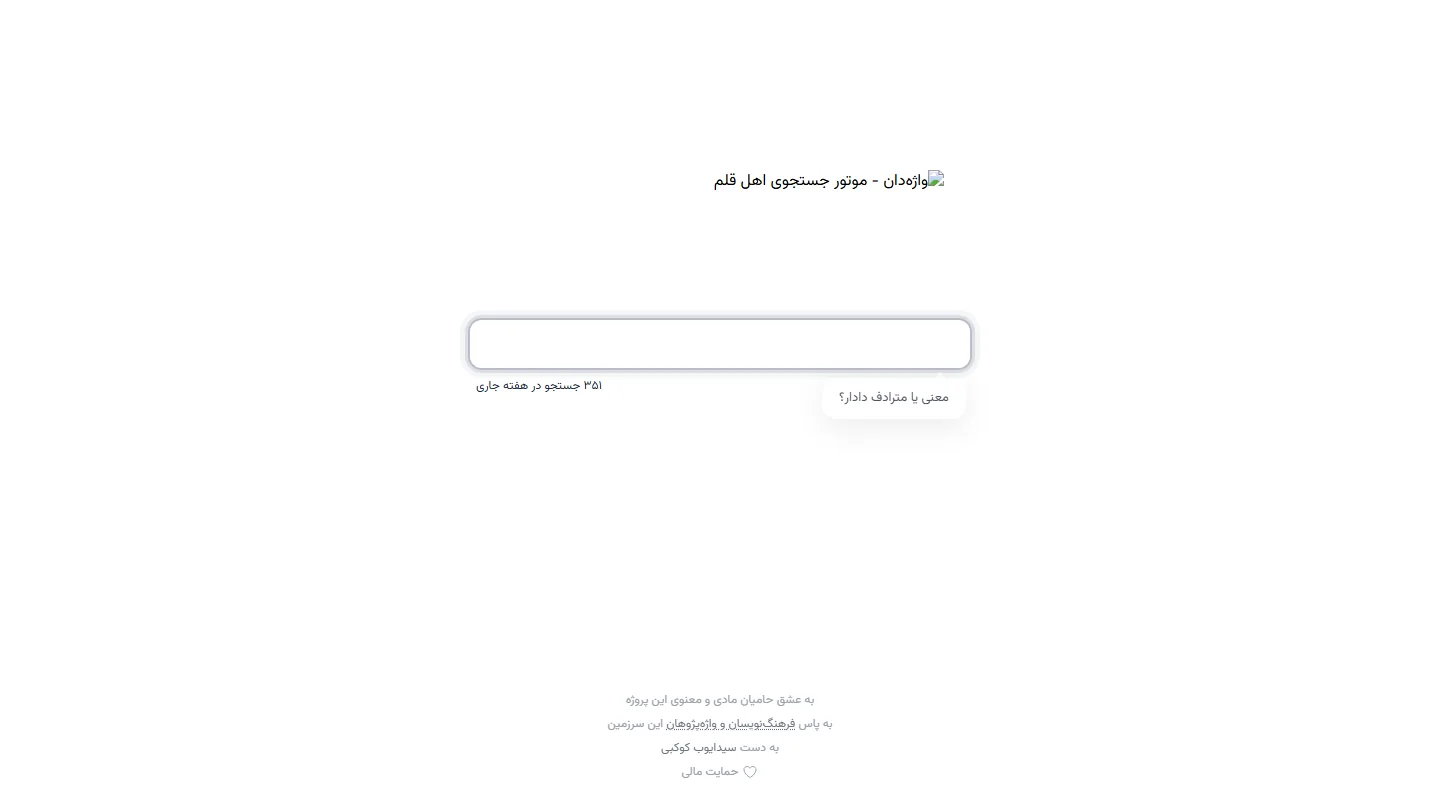 واژه‌دان - موتور جستجوی اهل قلم
معنی یا مترادف دادار؟
۳۵۱ جستجو در هفته جاری
به عشق حامیان مادی و معنوی این پروژه
به پاس فرهنگ‌نویسان و واژه‌پژوهان این سرزمین
به دست سیدایوب کوکبی
حمایت مالی